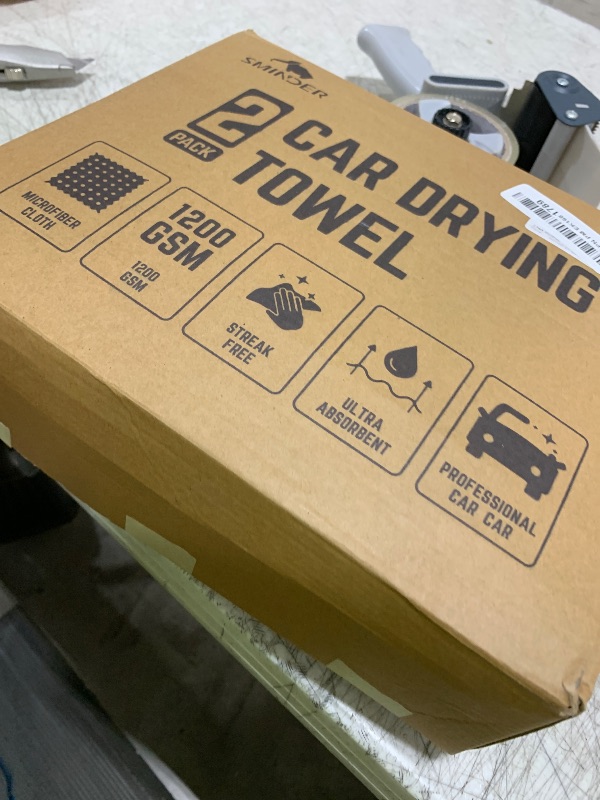 SMINDER
2
PACK
CAR DRYING
TOWEL
MICROFIBER
CLOTH
1200
GSM
1200
GSM
STREAK
FREE
ULTRA
ABSORBENT
PROFESSIONAL
CAR CAR